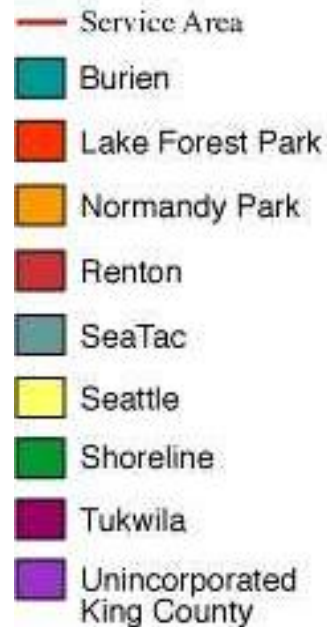 Service Area
Burien
Lake Forest Park
Normandy Park
Renton
SeaTac
Seattle
Shoreline
Tukwila
Unincorporated
King County